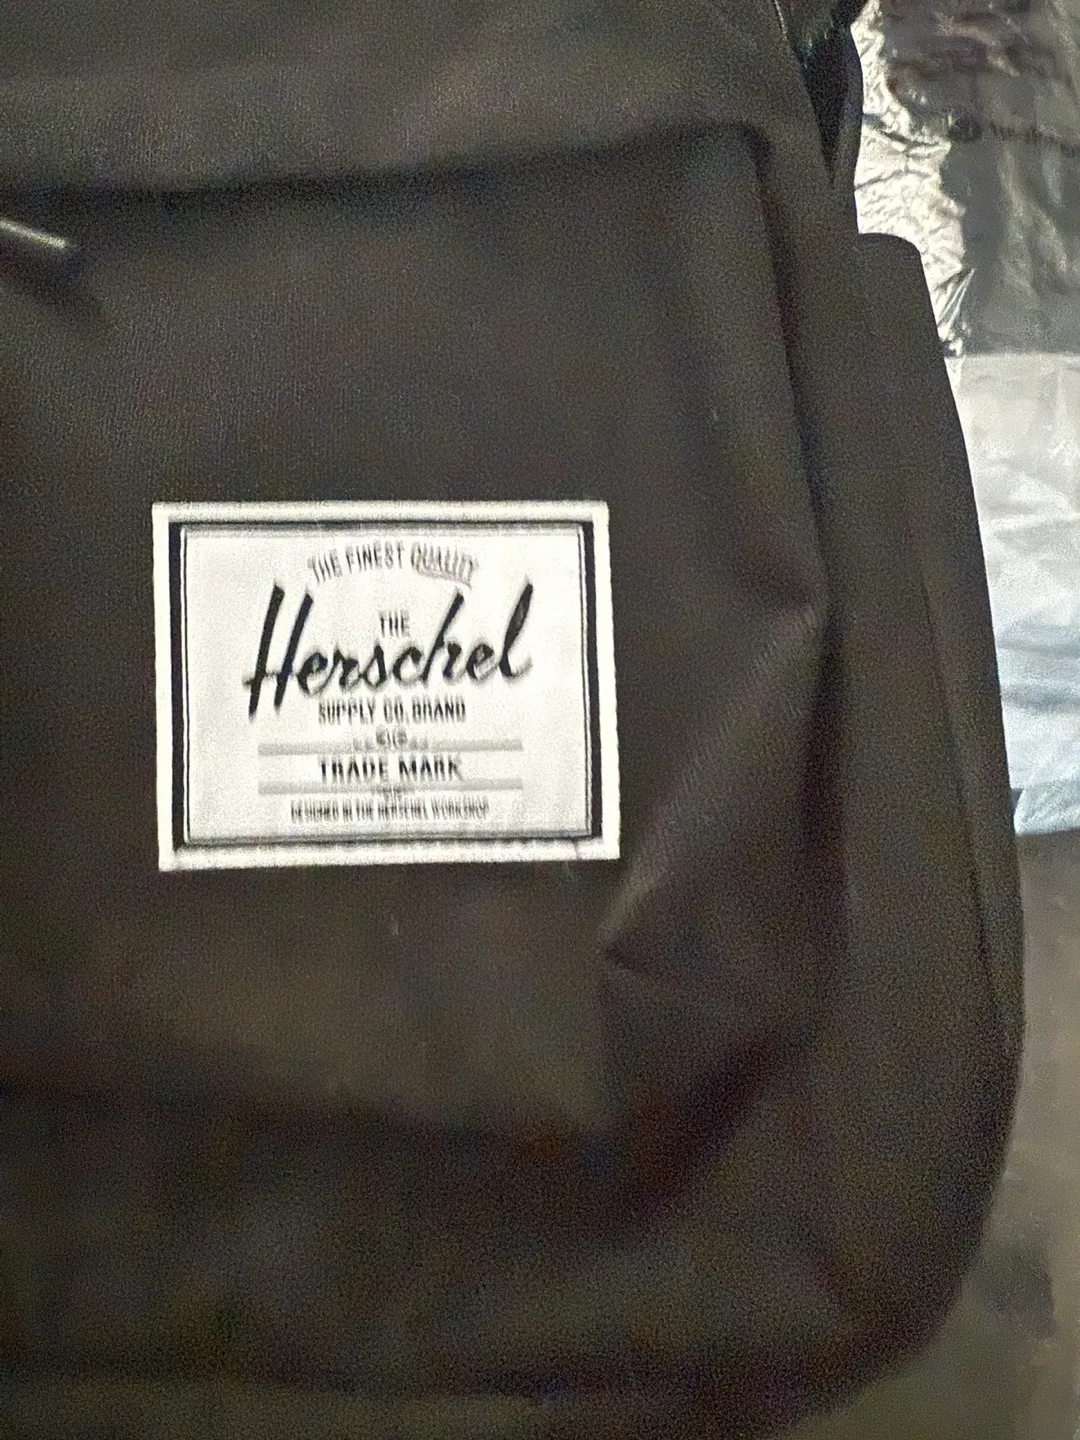 THE FINEST QUALITY
THE
Herschel
SUPPLY CO. BRAND
TRADE MARK
DESIGNED IN THE HERSCHEL WORKSHOP